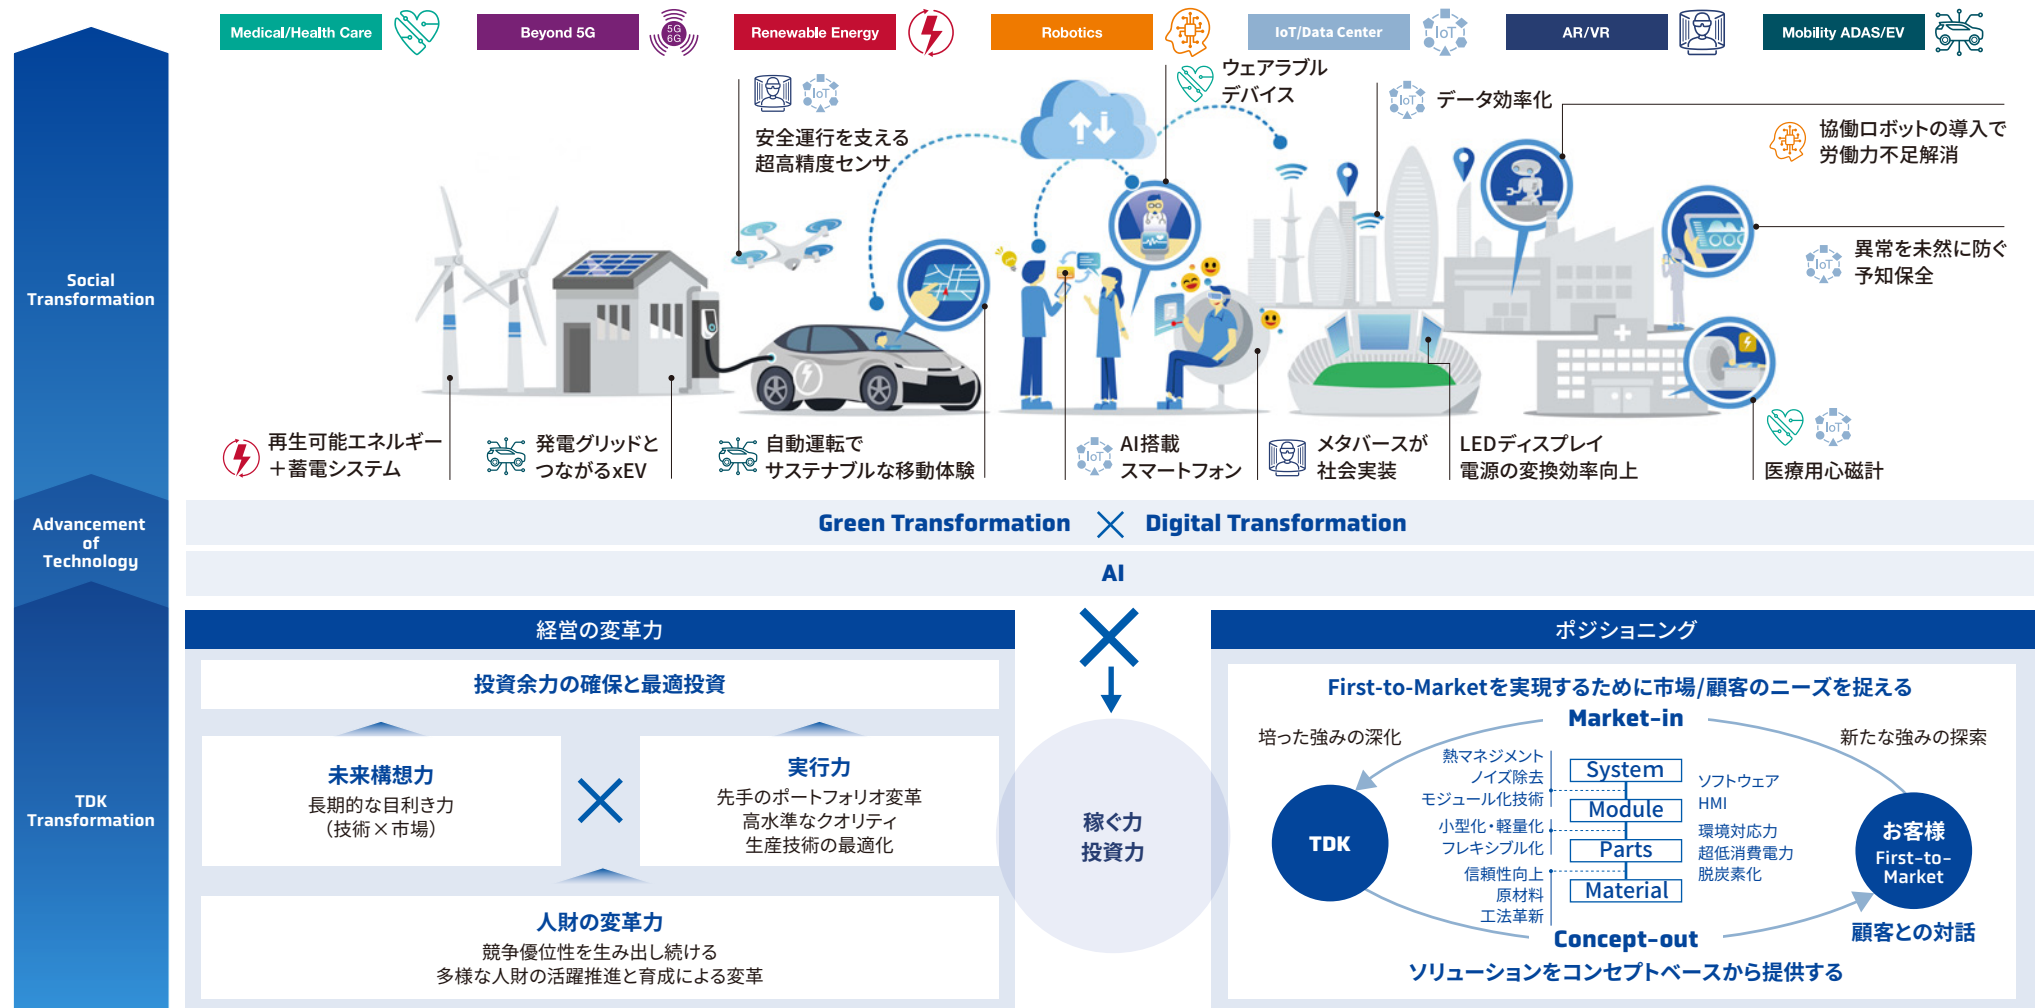 Medical/Health Care
Beyond 5G
5G
6G
Renewable Energy
Robotics
IoT/Data Center
IoT
AR/VR
Mobility ADAS/EV
Social
Transformation
IoT
安全運行を支える
超高精度センサ
ウェアラブル
デバイス
IoT
データ効率化
協働ロボットの導入で
労働力不足解消
IoT
異常を未然に防ぐ
予知保全
再生可能エネルギー
＋蓄電システム
発電グリッドと
つながるxEV
自動運転で
サステナブルな移動体験
IoT
AI搭載
スマートフォン
メタバースが
社会実装
LEDディスプレイ
電源の変換効率向上
IoT
医療用心磁計
Advancement
of
Technology
Green Transformation × Digital Transformation
AI
TDK
Transformation
経営の変革力
投資余力の確保と最適投資
未来構想力
長期的な目利き力
（技術×市場）
×
実行力
先手のポートフォリオ変革
高水準なクオリティ
生産技術の最適化
人財の変革力
競争優位性を生み出し続ける
多様な人財の活躍推進と育成による変革
×
稼ぐ力
投資力
ポジショニング
First-to-Marketを実現するために市場/顧客のニーズを捉える
Market-in
培った強みの深化
新たな強みの探索
熱マネジメント
ノイズ除去
モジュール化技術
小型化・軽量化
フレキシブル化
信頼性向上
原材料
工法革新
System
Module
Parts
Material
ソフトウェア
HMI
環境対応力
超低消費電力
脱炭素化
TDK
お客様
First-to-
Market
Concept-out
顧客との対話
ソリューションをコンセプトベースから提供する